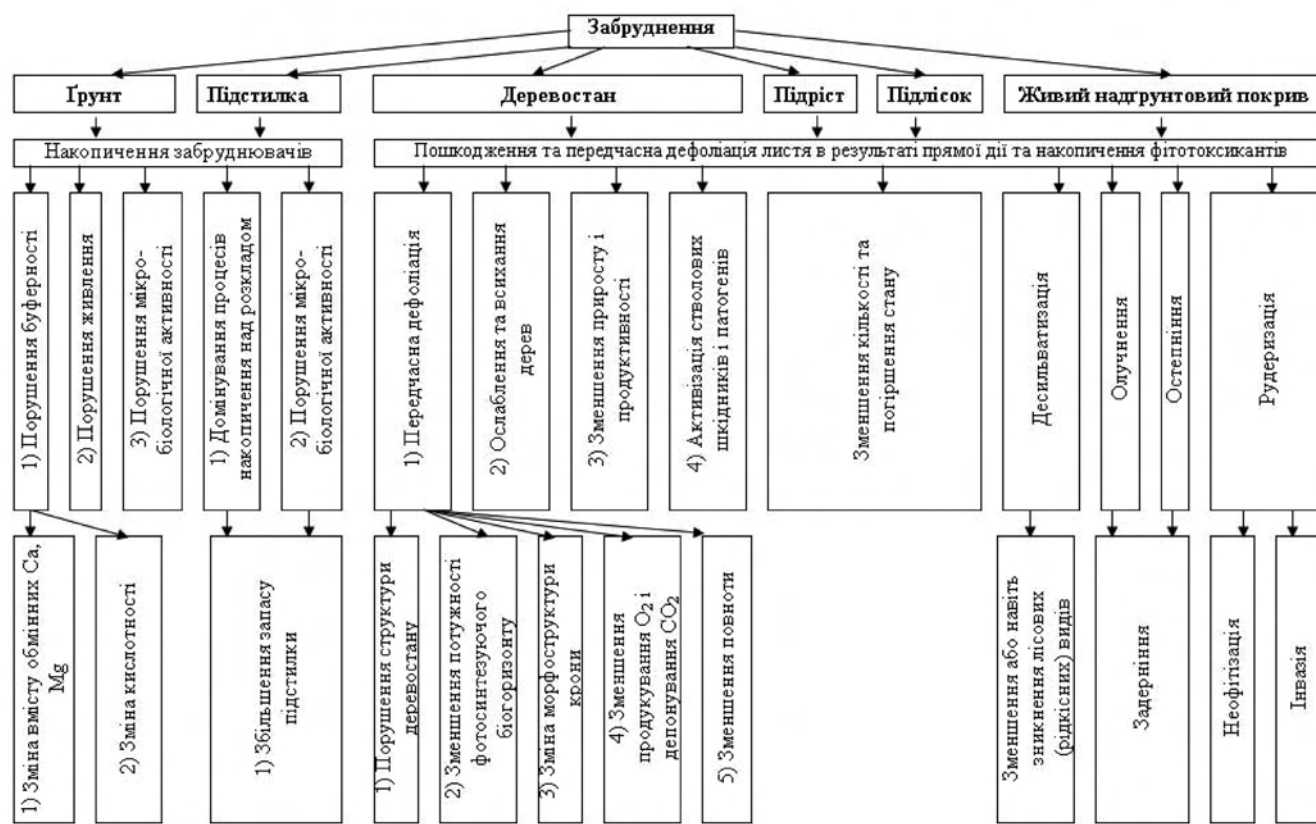 Забруднення
Ґрунт
Підстилка
Деревостан
Підріст
Підлісок
Живий надґрунтовий покрив
Накопичення забруднювачів
Пошкодження та передчасна дефоліація листя в результаті прямої дії та накопичення фітотоксикантів
1) Порушення буферності
2) Порушення живлення
3) Порушення мікро-
біологічної активності
1) Домінування процесів
накопичення над розкладом
2) Порушення мікро-
біологічної активності
1) Передчасна дефоліація
2) Ослаблення та всихання
дерев
3) Зменшення приросту і
продуктивності
4) Активізація стволових
шкідників і патогенів
Зменшення кількості та
погіршення стану
Десильватизація
Олучнення
Остепніння
Рудеризація
1) Зміна вмісту обмінних Ca,
Mg
2) Зміна кислотності
1) Збільшення запасу
підстилки
1) Порушення структури
деревостану
2) Зменшення потужності
фотосинтезуючого
біогоризонту
3) Зміна морфоструктури
крони
4) Зменшення
продукування O₂ і
депонування CO₂
5) Зменшення повноти
Зменшення або навіть
зникнення лісових
(рідкісних) видів
Задерніння
Неофітизація
Інвазія